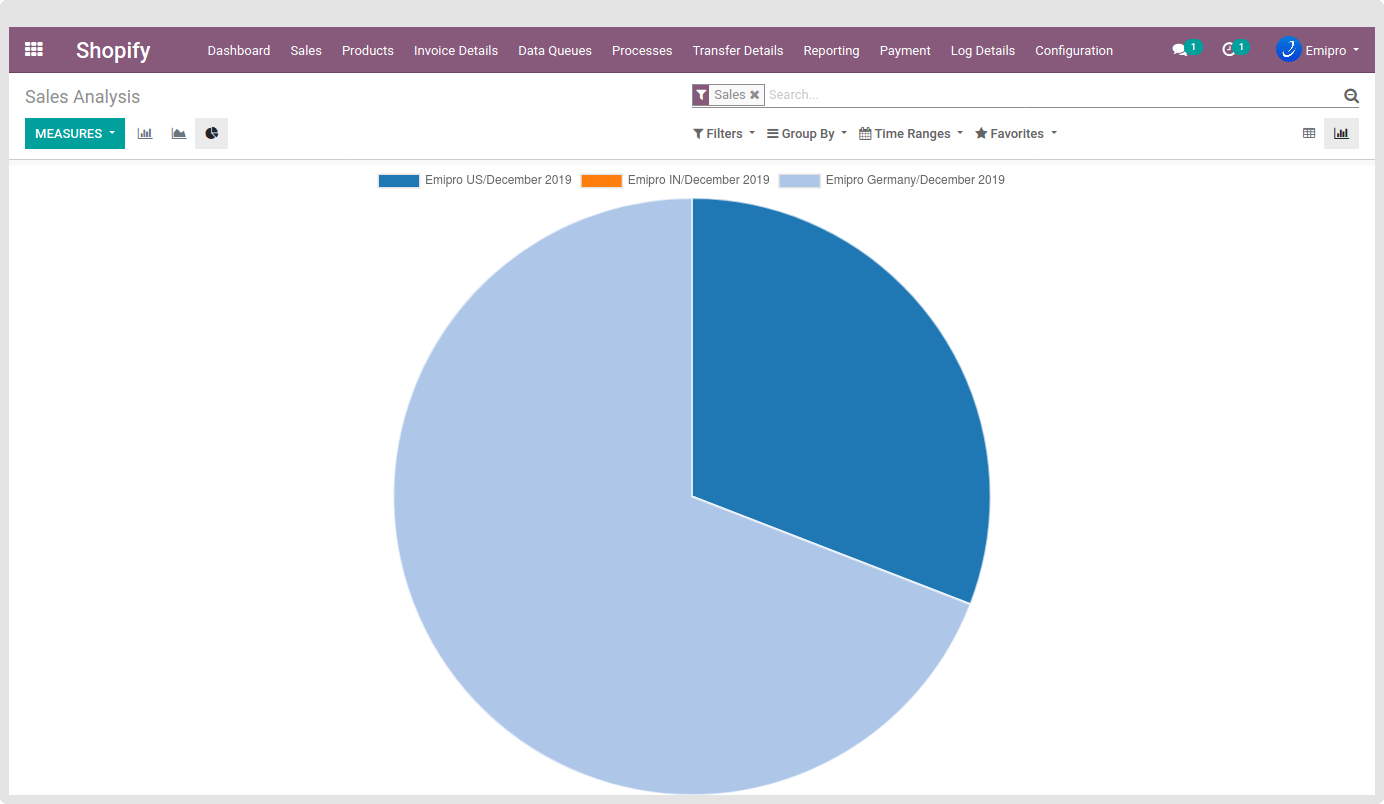 Shopify Dashboard Sales Products Invoice Details Data Queues Processes Transfer Details Reporting Payment Log Details Configuration 1 1 Emipro
Sales Analysis Sales Search...
MEASURES Filters Group By Time Ranges Favorites
Emipro US/December 2019 Emipro IN/December 2019 Emipro Germany/December 2019